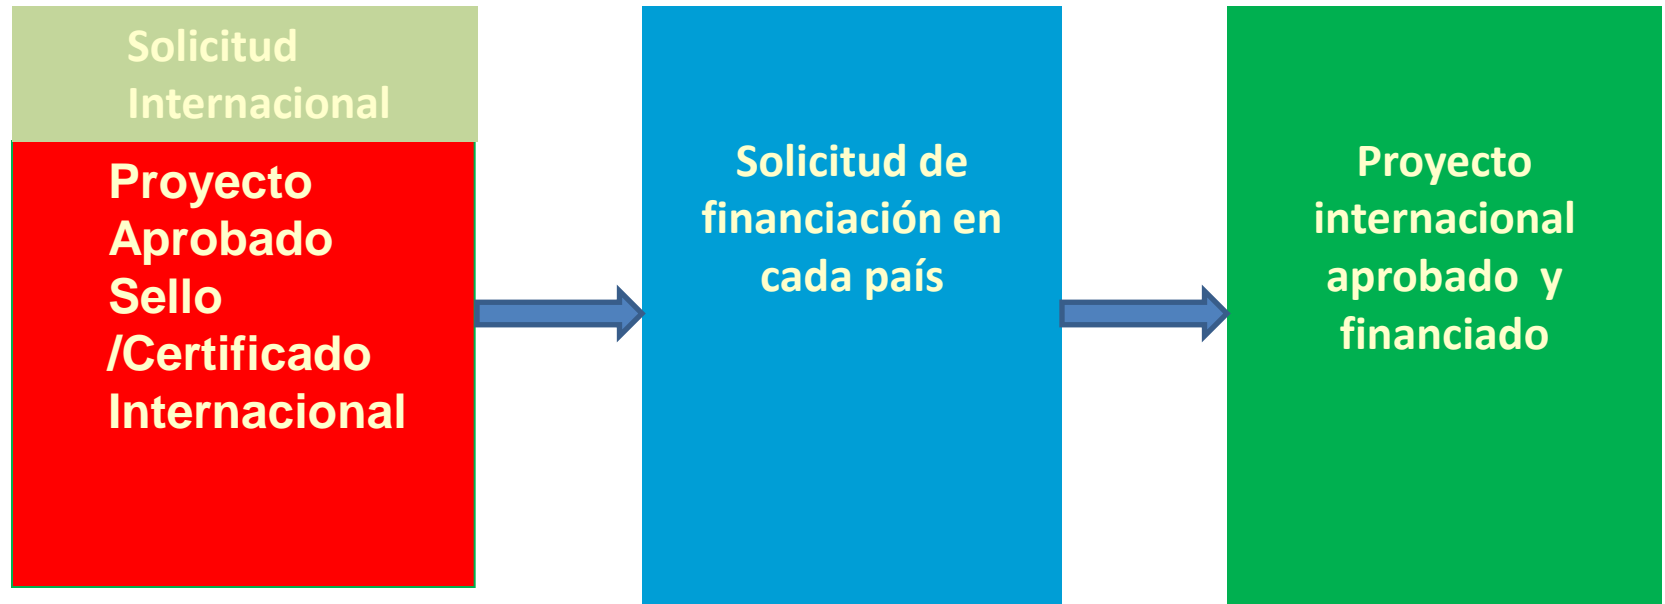 Solicitud
Internacional
Proyecto
Aprobado
Sello
/Certificado
Internacional
Solicitud de
financiación en
cada país
Proyecto
internacional
aprobado y
financiado